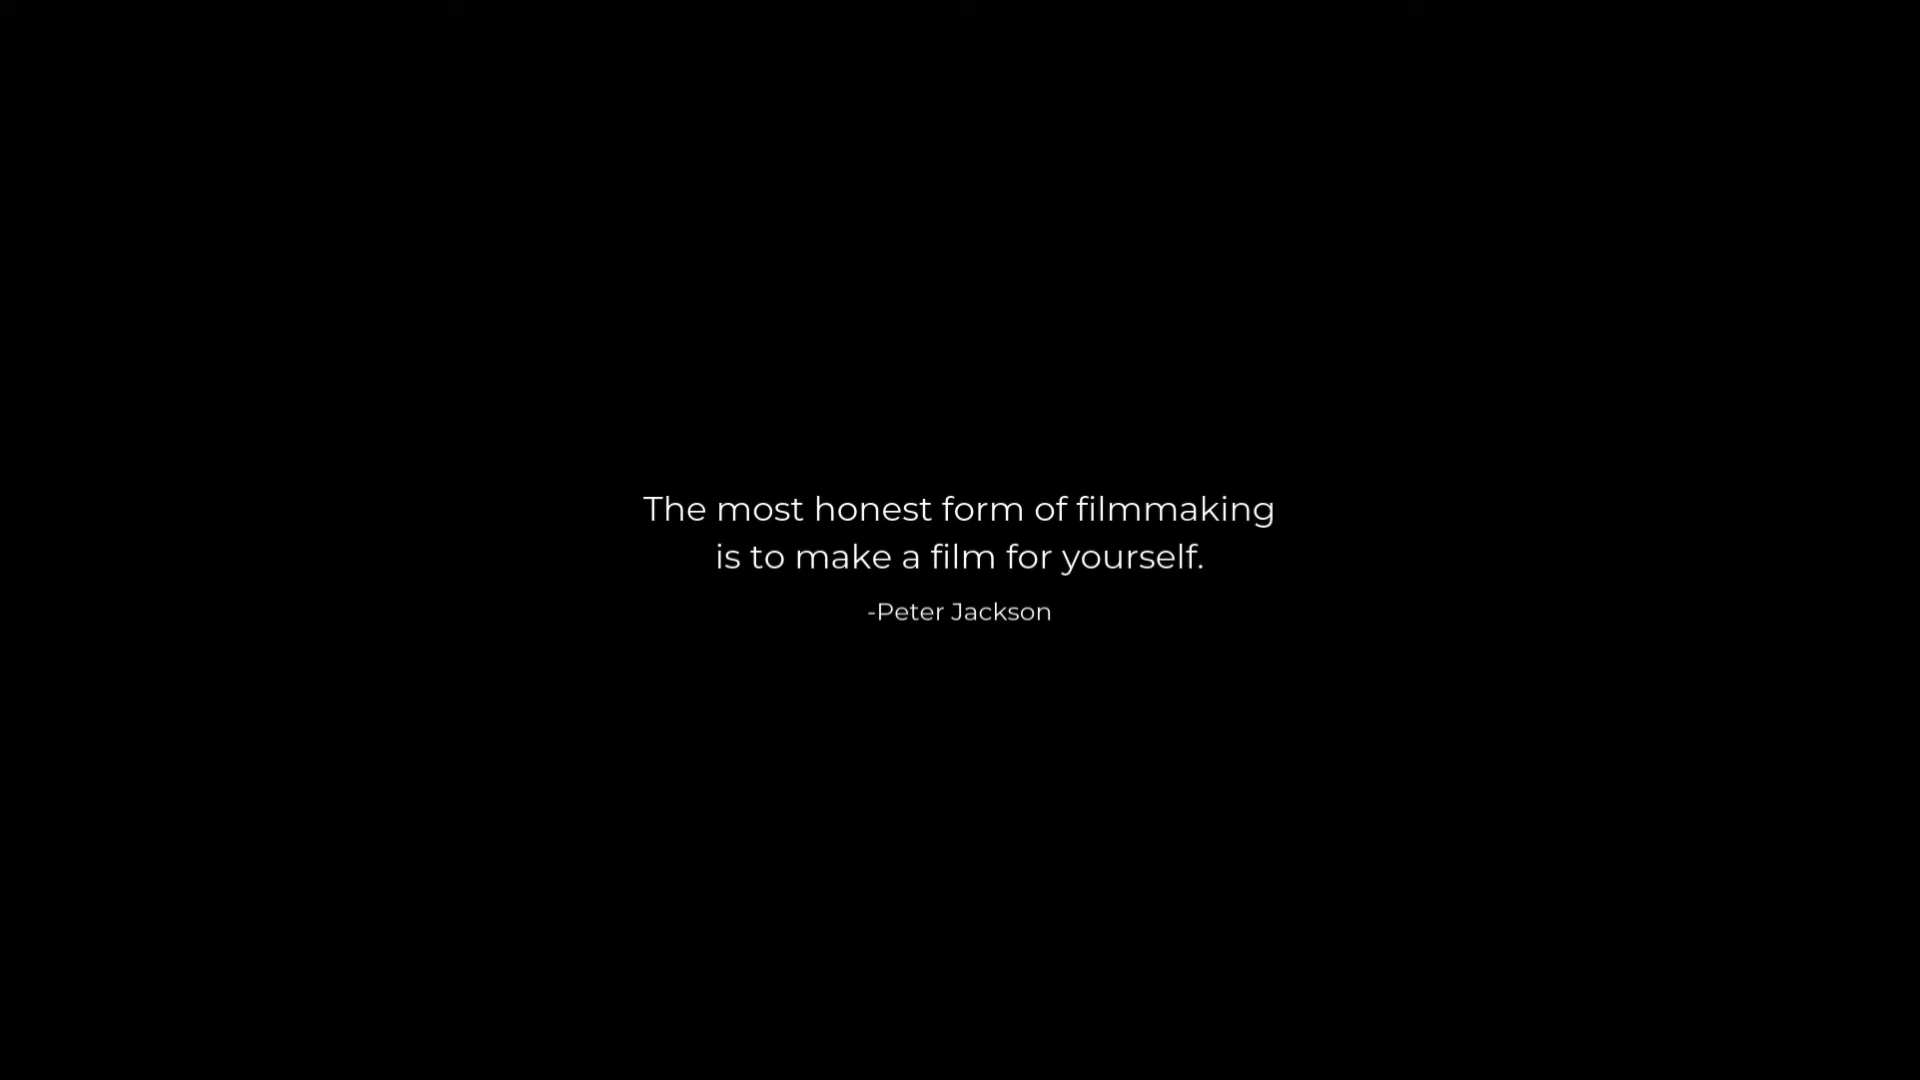 The most honest form of filmmaking
is to make a film for yourself.
-Peter Jackson